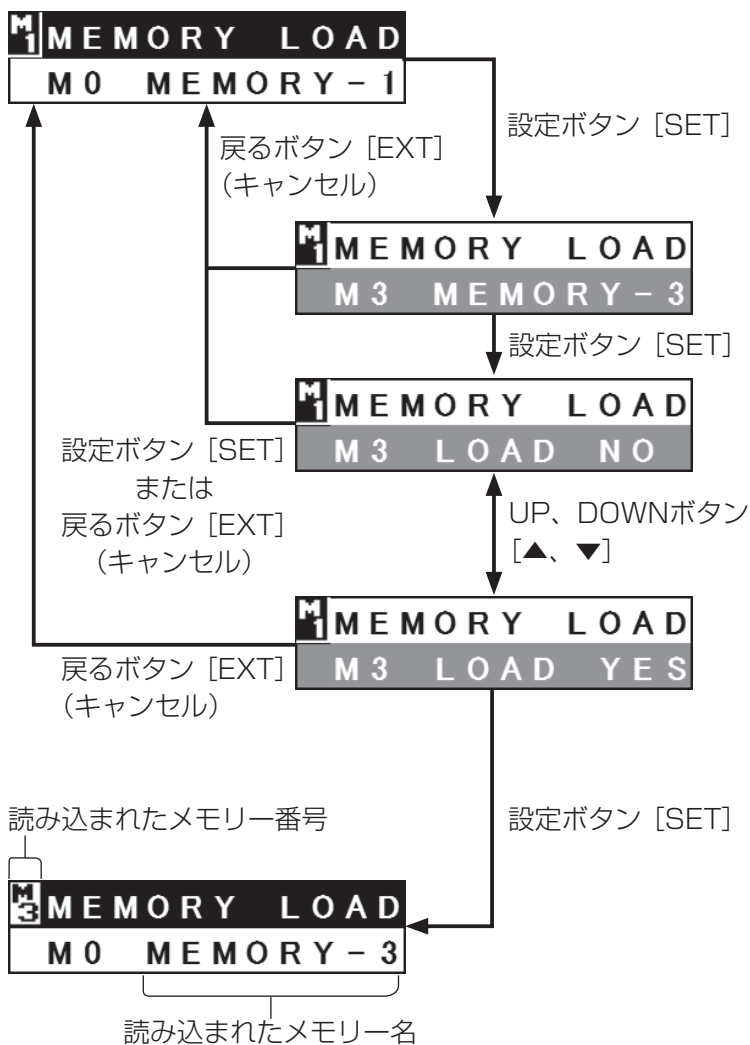 M1 MEMORY LOAD
M0 MEMORY-1
設定ボタン [SET]
戻るボタン [EXT]
(キャンセル)
M1 MEMORY LOAD
M3 MEMORY-3
設定ボタン [SET]
M1 MEMORY LOAD
M3 LOAD NO
設定ボタン [SET]
または
戻るボタン [EXT]
(キャンセル)
UP、DOWNボタン
[▲、▼]
M1 MEMORY LOAD
M3 LOAD YES
戻るボタン [EXT]
(キャンセル)
設定ボタン [SET]
読み込まれたメモリー番号
M3 MEMORY LOAD
M0 MEMORY-3
読み込まれたメモリー名